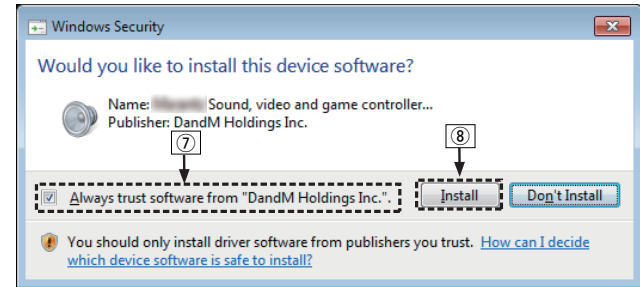 Windows Security
Would you like to install this device software?
Name: Sound, video and game controller...
Publisher: DandM Holdings Inc.
⑦
⑧
Always trust software from "DandM Holdings Inc.".
Install
Don't Install
You should only install driver software from publishers you trust. How can I decide
which device software is safe to install?